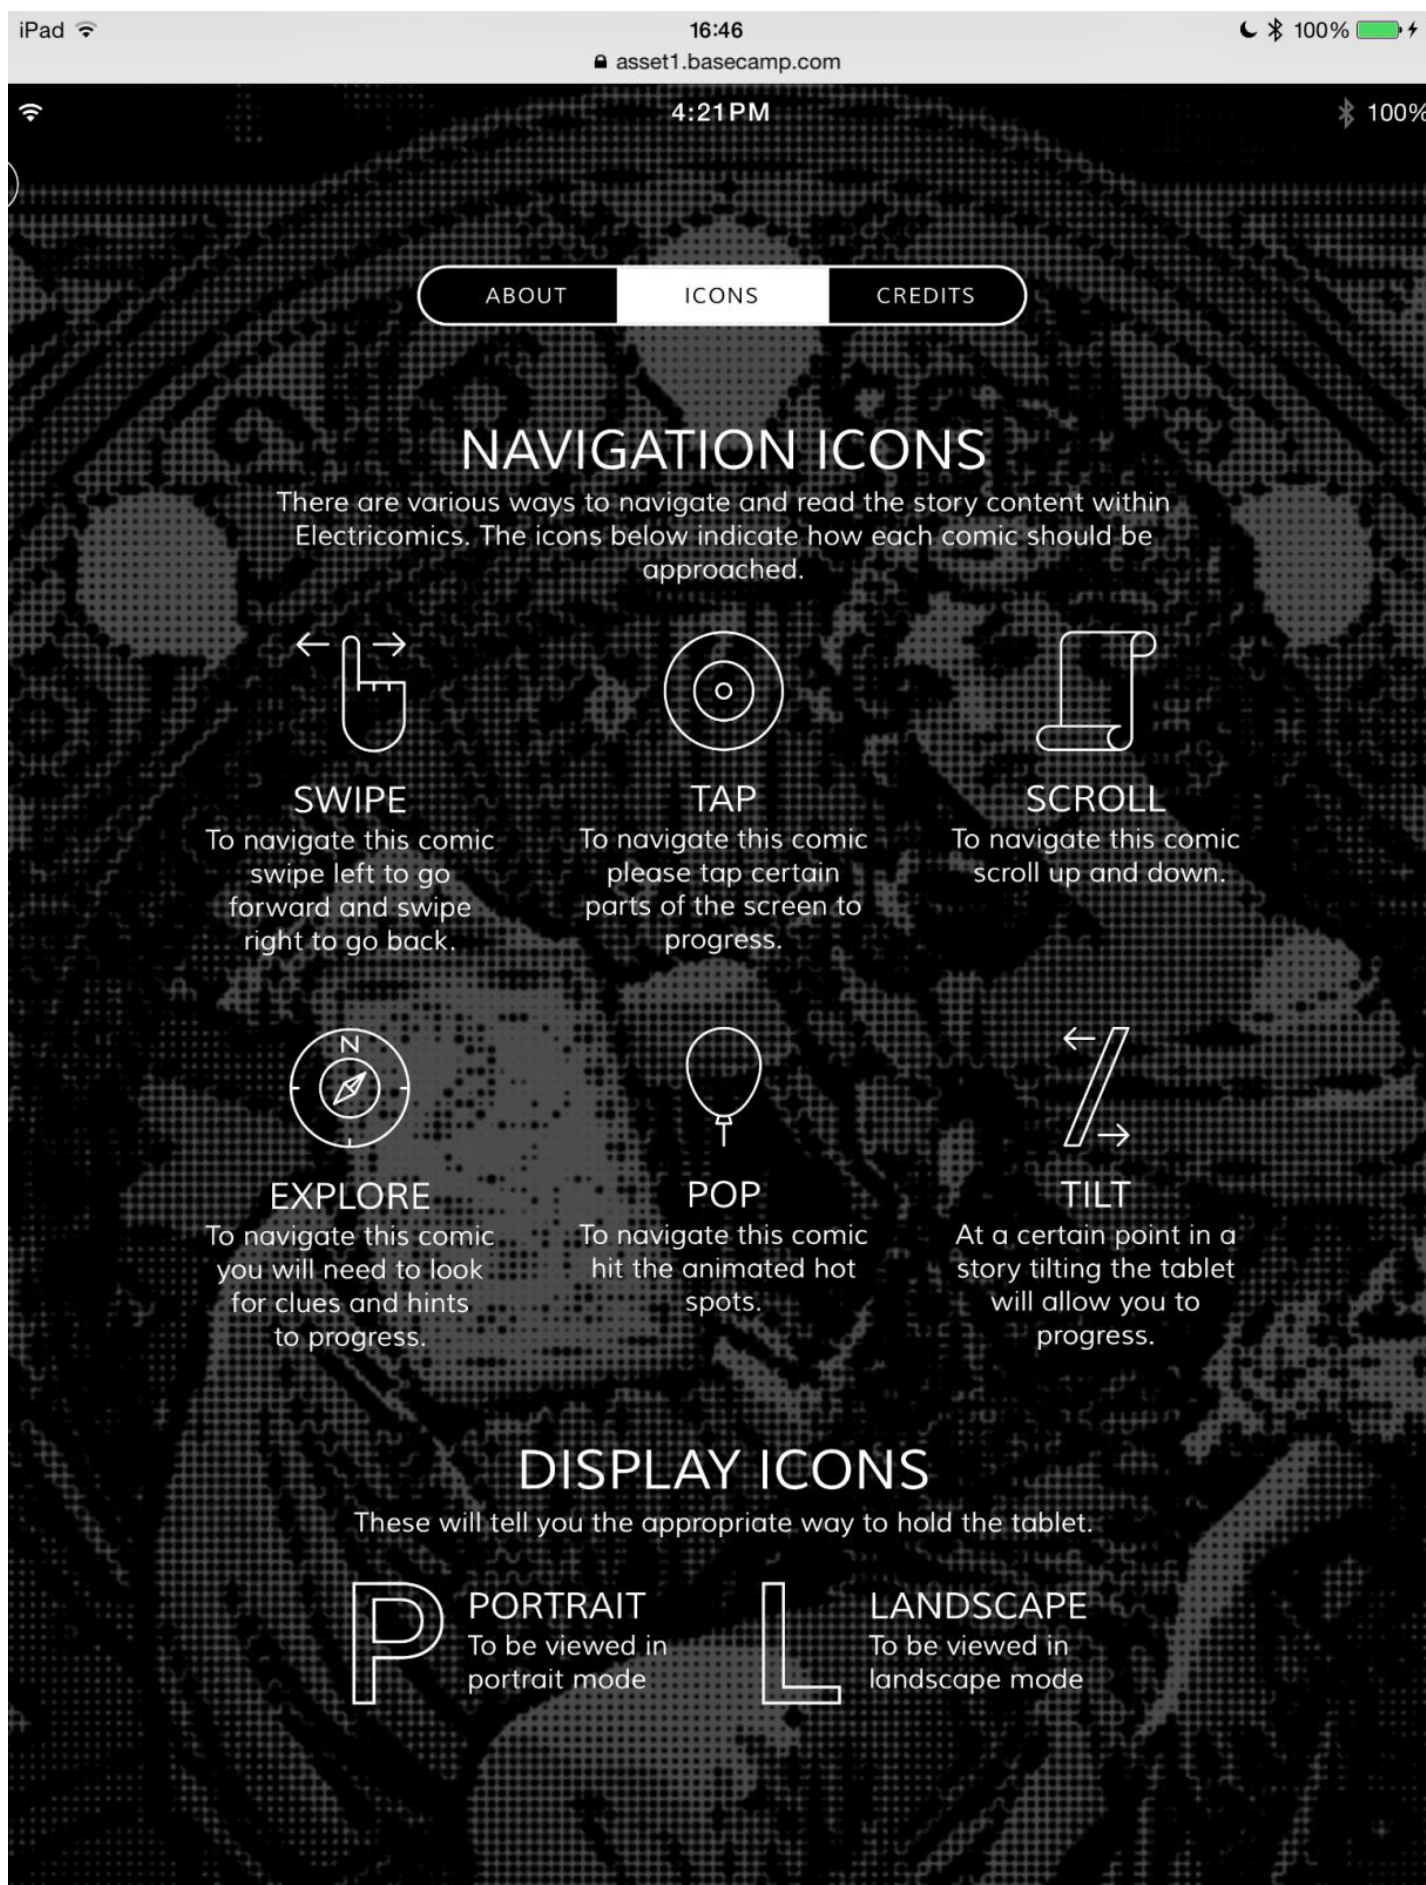 iPad 16:46 100%
asset1.basecamp.com
4:21PM 100%
ABOUT ICONS CREDITS
NAVIGATION ICONS
There are various ways to navigate and read the story content within
Electricomics. The icons below indicate how each comic should be
approached.
SWIPE
To navigate this comic
swipe left to go
forward and swipe
right to go back.
TAP
To navigate this comic
please tap certain
parts of the screen to
progress.
SCROLL
To navigate this comic
scroll up and down.
N
EXPLORE
To navigate this comic
you will need to look
for clues and hints
to progress.
POP
To navigate this comic
hit the animated hot
spots.
TILT
At a certain point in a
story tilting the tablet
will allow you to
progress.
DISPLAY ICONS
These will tell you the appropriate way to hold the tablet.
P
PORTRAIT
To be viewed in
portrait mode
L
LANDSCAPE
To be viewed in
landscape mode